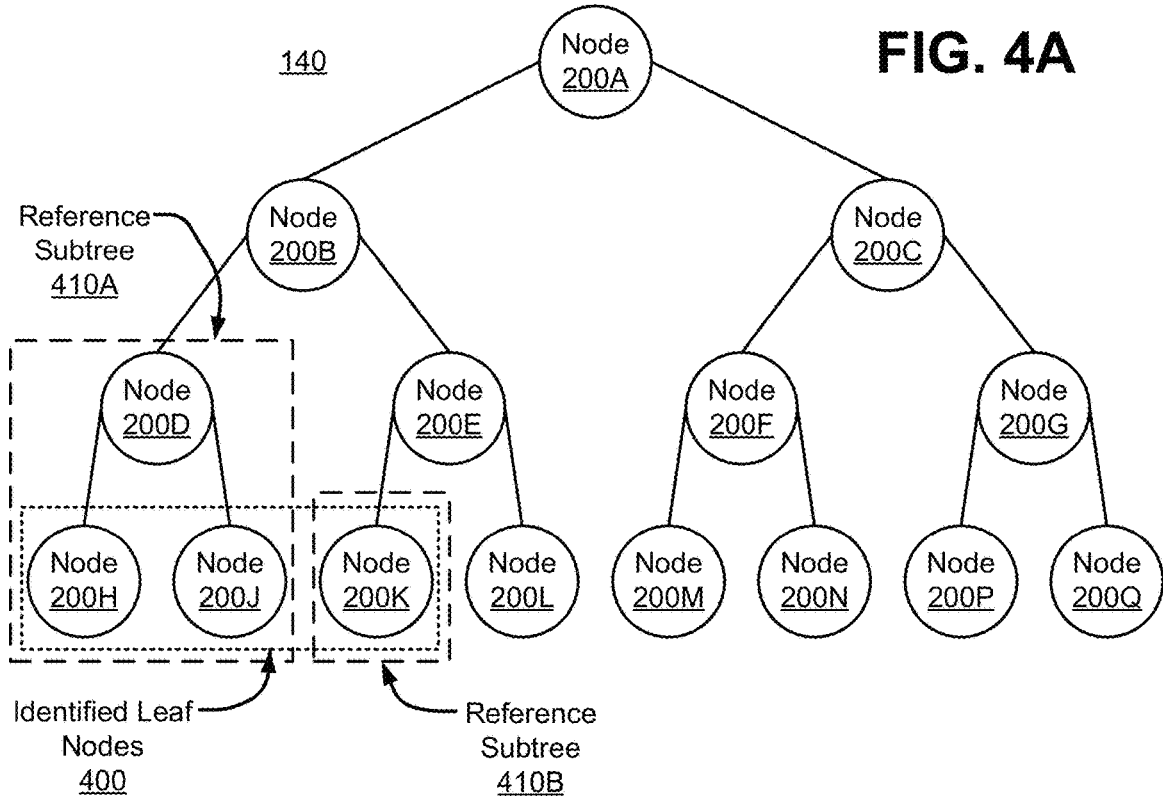 FIG. 4A
140
Node
200A
Reference
Subtree
410A
Node
200B
Node
200C
Node
200D
Node
200E
Node
200F
Node
200G
Node
200H
Node
200J
Node
200K
Node
200L
Node
200M
Node
200N
Node
200P
Node
200Q
Identified Leaf
Nodes
400
Reference
Subtree
410B